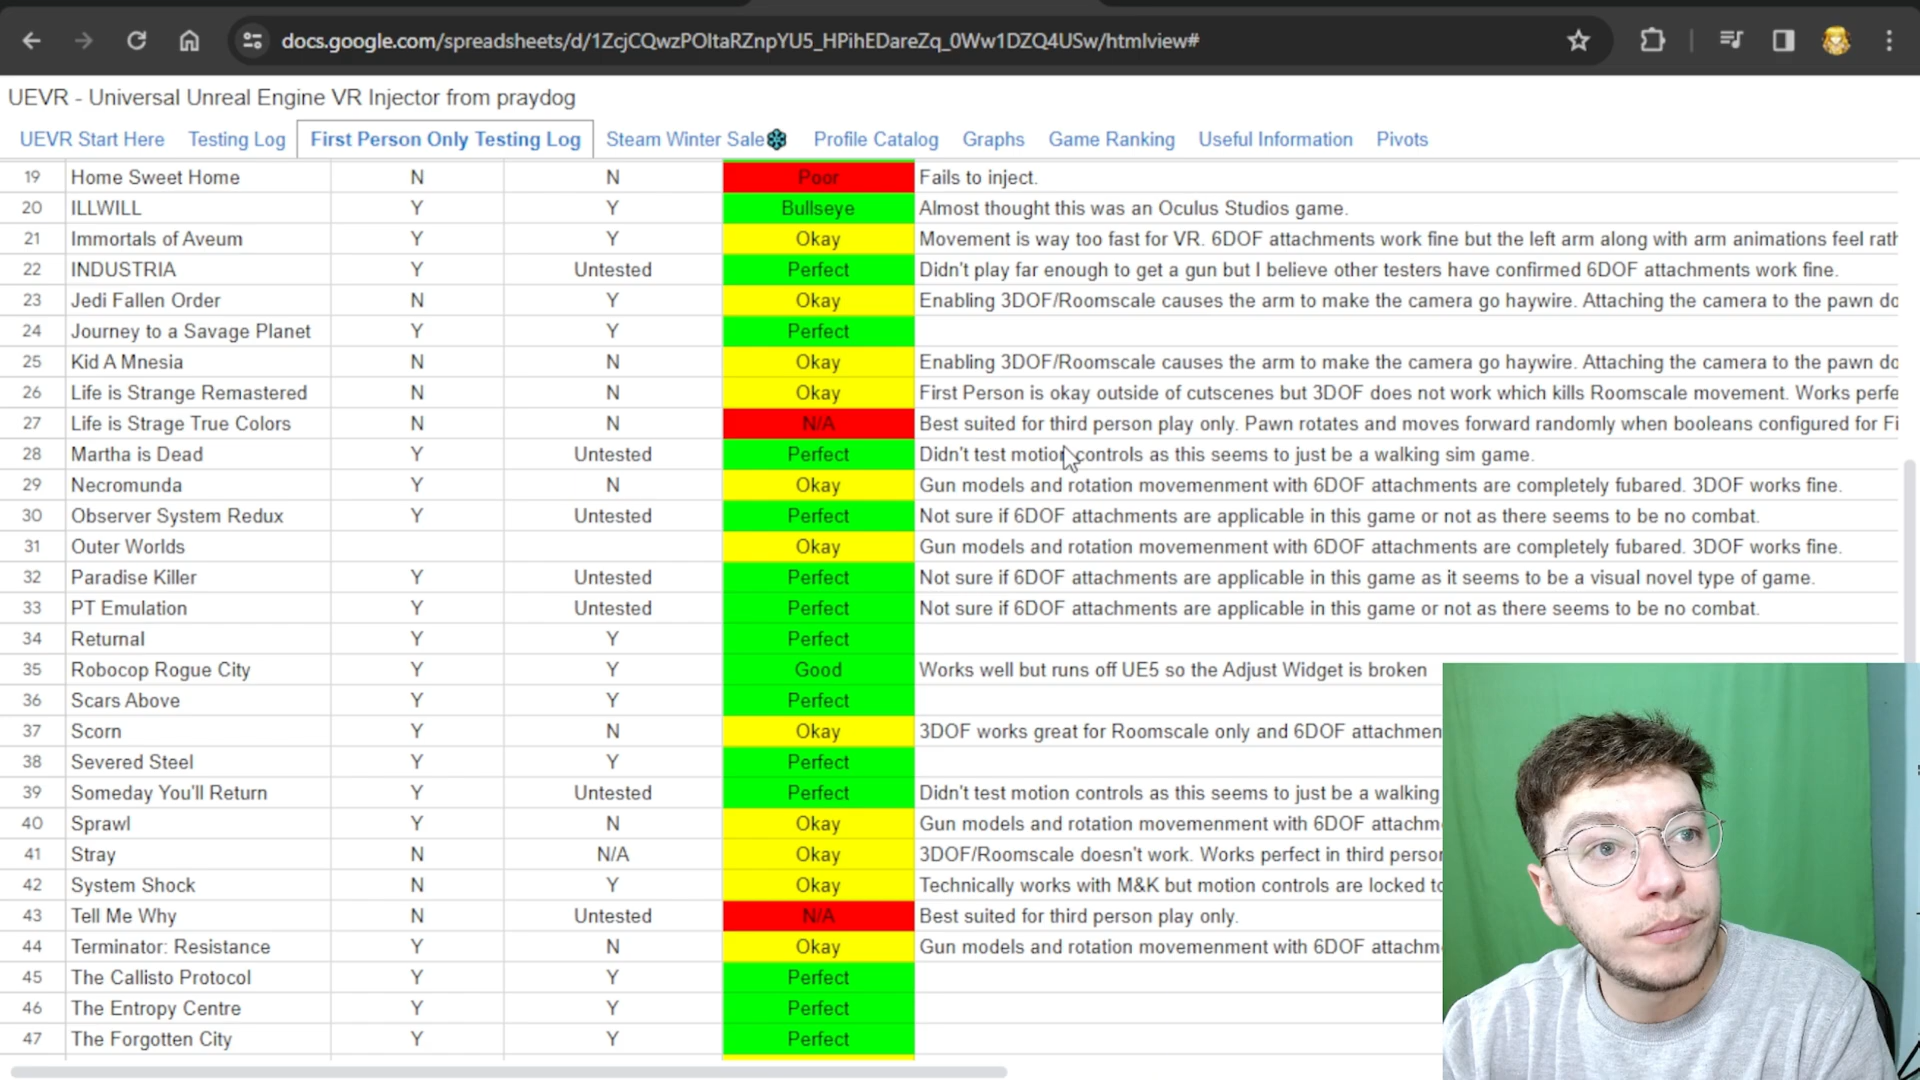 docs.google.com/spreadsheets/d/1ZcjCQwzPOItaRZnpYU5_HPihEDareZq_0Ww1DZQ4USw/htmlview#
UEVR - Universal Unreal Engine VR Injector from praydog
UEVR Start Here Testing Log First Person Only Testing Log Steam Winter Sale Profile Catalog Graphs Game Ranking Useful Information Pivots
19 Home Sweet Home N N Poor Fails to inject.
20 ILLWILL Y Y Bullseye Almost thought this was an Oculus Studios game.
21 Immortals of Aveum Y Y Okay Movement is way too fast for VR. 6DOF attachments work fine but the left arm along with arm animations feel rath
22 INDUSTRIA Y Untested Perfect Didn't play far enough to get a gun but I believe other testers have confirmed 6DOF attachments work fine.
23 Jedi Fallen Order N Y Okay Enabling 3DOF/Roomscale causes the arm to make the camera go haywire. Attaching the camera to the pawn do
24 Journey to a Savage Planet Y Y Perfect
25 Kid A Mnesia N N Okay Enabling 3DOF/Roomscale causes the arm to make the camera go haywire. Attaching the camera to the pawn do
26 Life is Strange Remastered N N Okay First Person is okay outside of cutscenes but 3DOF does not work which kills Roomscale movement. Works perfe
27 Life is Strage True Colors N N N/A Best suited for third person play only. Pawn rotates and moves forward randomly when booleans configured for Fi
28 Martha is Dead Y Untested Perfect Didn't test motion controls as this seems to just be a walking sim game.
29 Necromunda Y N Okay Gun models and rotation movemenment with 6DOF attachments are completely fubared. 3DOF works fine.
30 Observer System Redux Y Untested Perfect Not sure if 6DOF attachments are applicable in this game or not as there seems to be no combat.
31 Outer Worlds Okay Gun models and rotation movemenment with 6DOF attachments are completely fubared. 3DOF works fine.
32 Paradise Killer Y Untested Perfect Not sure if 6DOF attachments are applicable in this game as it seems to be a visual novel type of game.
33 PT Emulation Y Untested Perfect Not sure if 6DOF attachments are applicable in this game or not as there seems to be no combat.
34 Returnal Y Y Perfect
35 Robocop Rogue City Y Y Good Works well but runs off UE5 so the Adjust Widget is broken
36 Scars Above Y Y Perfect
37 Scorn Y N Okay 3DOF works great for Roomscale only and 6DOF attachmen
38 Severed Steel Y Y Perfect
39 Someday You'll Return Y Untested Perfect Didn't test motion controls as this seems to just be a walking
40 Sprawl Y N Okay Gun models and rotation movemenment with 6DOF attachm
41 Stray N N/A Okay 3DOF/Roomscale doesn't work. Works perfect in third person
42 System Shock N Y Okay Technically works with M&K but motion controls are locked to
43 Tell Me Why N Untested N/A Best suited for third person play only.
44 Terminator: Resistance Y N Okay Gun models and rotation movemenment with 6DOF attachm
45 The Callisto Protocol Y Y Perfect
46 The Entropy Centre Y Y Perfect
47 The Forgotten City Y Y Perfect